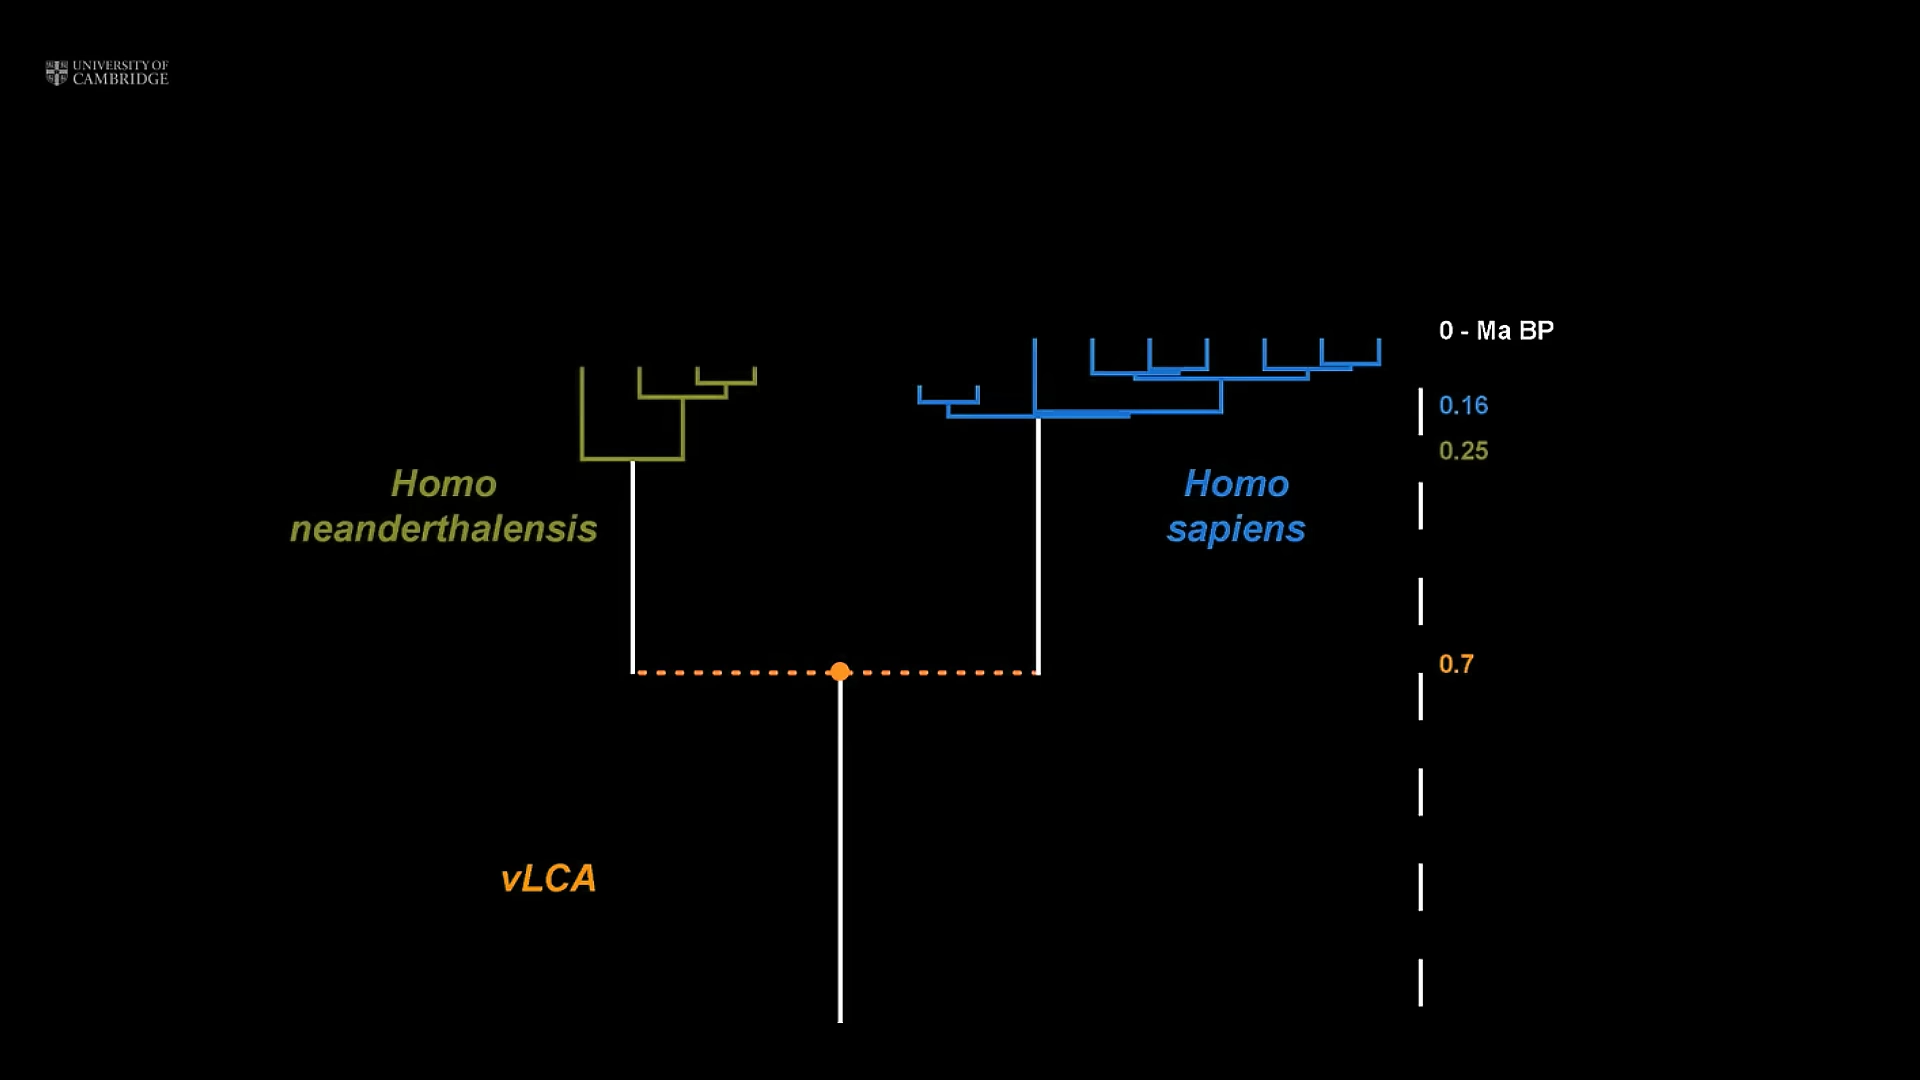 UNIVERSITY OF
CAMBRIDGE
0 - Ma BP
0.16
0.25
Homo
neanderthalensis
Homo
sapiens
0.7
vLCA